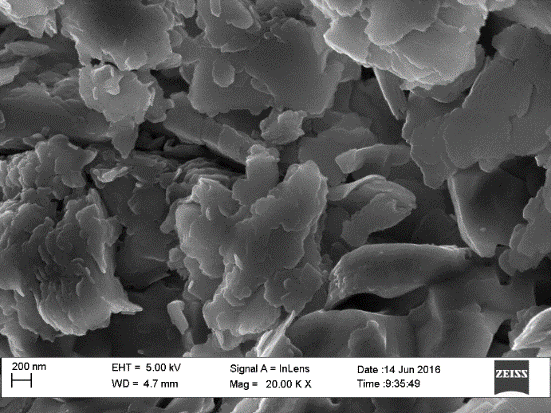 200 nm
EHT = 5.00 kV
Signal A = InLens
Date :14 Jun 2016
ZEISS
WD = 4.7 mm
Mag = 20.00 K X
Time :9:35:49